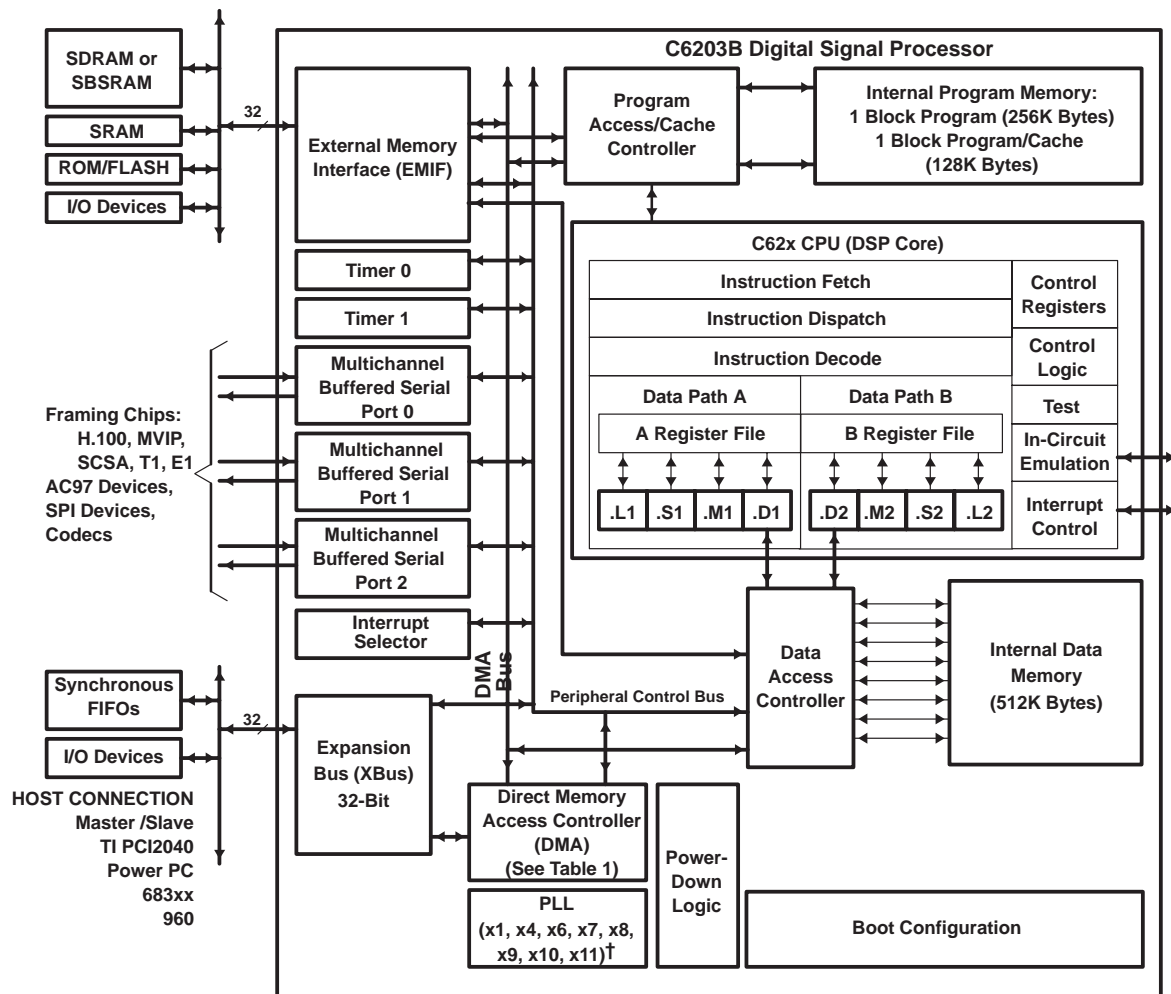 C6203B Digital Signal Processor
SDRAM or
SBSRAM
SRAM
ROM/FLASH
I/O Devices
32
External Memory
Interface (EMIF)
Program
Access/Cache
Controller
Internal Program Memory:
1 Block Program (256K Bytes)
1 Block Program/Cache
(128K Bytes)
Timer 0
Timer 1
Framing Chips:
H.100, MVIP,
SCSA, T1, E1
AC97 Devices,
SPI Devices,
Codecs
Multichannel
Buffered Serial
Port 0
Multichannel
Buffered Serial
Port 1
Multichannel
Buffered Serial
Port 2
Interrupt
Selector
C62x CPU (DSP Core)
Instruction Fetch
Instruction Dispatch
Instruction Decode
Data Path A
Data Path B
A Register File
B Register File
.L1 .S1 .M1 .D1
.D2 .M2 .S2 .L2
Control
Registers
Control
Logic
Test
In-Circuit
Emulation
Interrupt
Control
DMA
Bus
Peripheral Control Bus
Data
Access
Controller
Internal Data
Memory
(512K Bytes)
Synchronous
FIFOs
I/O Devices
32
HOST CONNECTION
Master /Slave
TI PCI2040
Power PC
683xx
960
Expansion
Bus (XBus)
32-Bit
Direct Memory
Access Controller
(DMA)
(See Table 1)
PLL
(x1, x4, x6, x7, x8,
x9, x10, x11)†
Power-
Down
Logic
Boot Configuration